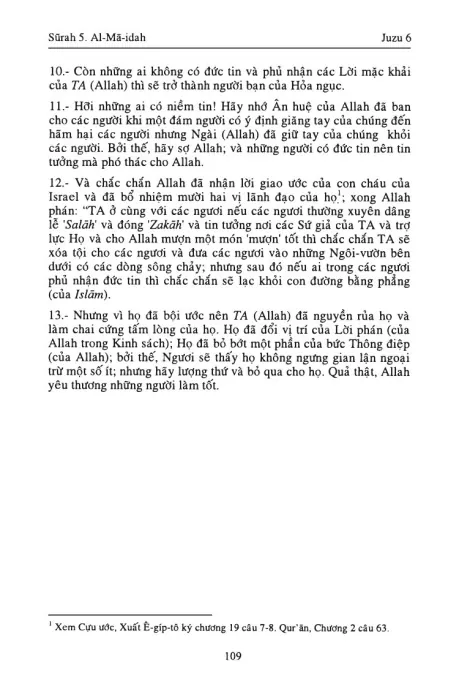 Sūrah 5. Al-Mā-idah Juzu 6
10.- Còn những ai không có đức tin và phủ nhận các Lời mặc khải
của TA (Allah) thì sẽ trở thành người bạn của Hỏa ngục.
11.- Hỡi những ai có niềm tin! Hãy nhớ Ân huệ của Allah đã ban
cho các người khi một đám người có ý định giăng tay của chúng đến
hãm hại các người nhưng Ngài (Allah) đã giữ tay của chúng khỏi
các người. Bởi thế, hãy sợ Allah; và những người có đức tin nên tin
tưởng mà phó thác cho Allah.
12.- Và chắc chắn Allah đã nhận lời giao ước của con cháu của
Israel và đã bổ nhiệm mười hai vị lãnh đạo của họ¹; xong Allah
phán: “TA ở cùng với các ngươi nếu các ngươi thường xuyên dâng
lễ 'Salāh' và đóng 'Zakāh' và tin tưởng nơi các Sứ giả của TA và trợ
lực Họ và cho Allah mượn một món 'mượn' tốt thì chắc chắn TA sẽ
xóa tội cho các ngươi và đưa các ngươi vào những Ngôi-vườn bên
dưới có các dòng sông chảy; nhưng sau đó nếu ai trong các ngươi
phủ nhận đức tin thì chắc chắn sẽ lạc khỏi con đường bằng phẳng
(của Islām).
13.- Nhưng vì họ đã bội ước nên TA (Allah) đã nguyền rủa họ và
làm chai cứng tấm lòng của họ. Họ đã đổi vị trí của Lời phán (của
Allah trong Kinh sách); Họ đã bỏ bớt một phần của bức Thông điệp
(của Allah); bởi thế, Ngươi sẽ thấy họ không ngưng gian lận ngoại
trừ một số ít; nhưng hãy lượng thứ và bỏ qua cho họ. Quả thật, Allah
yêu thương những người làm tốt.
¹ Xem Cựu ước, Xuất Ê-gíp-tô ký chương 19 câu 7-8. Qur’ān, Chương 2 câu 63.
109